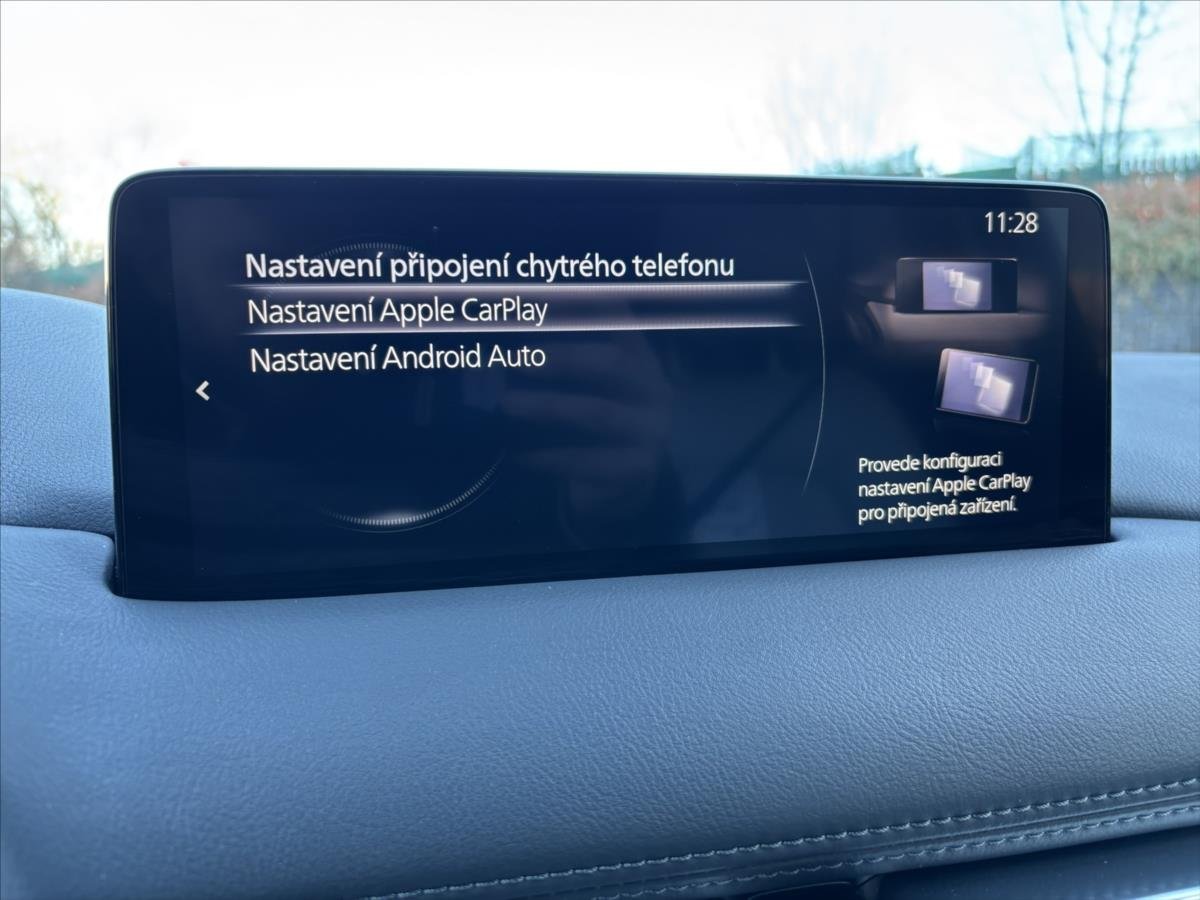 11:28
Nastavení připojení chytrého telefonu
Nastavení Apple CarPlay
Nastavení Android Auto
Provede konfiguraci
nastavení Apple CarPlay
pro připojená zařízení.